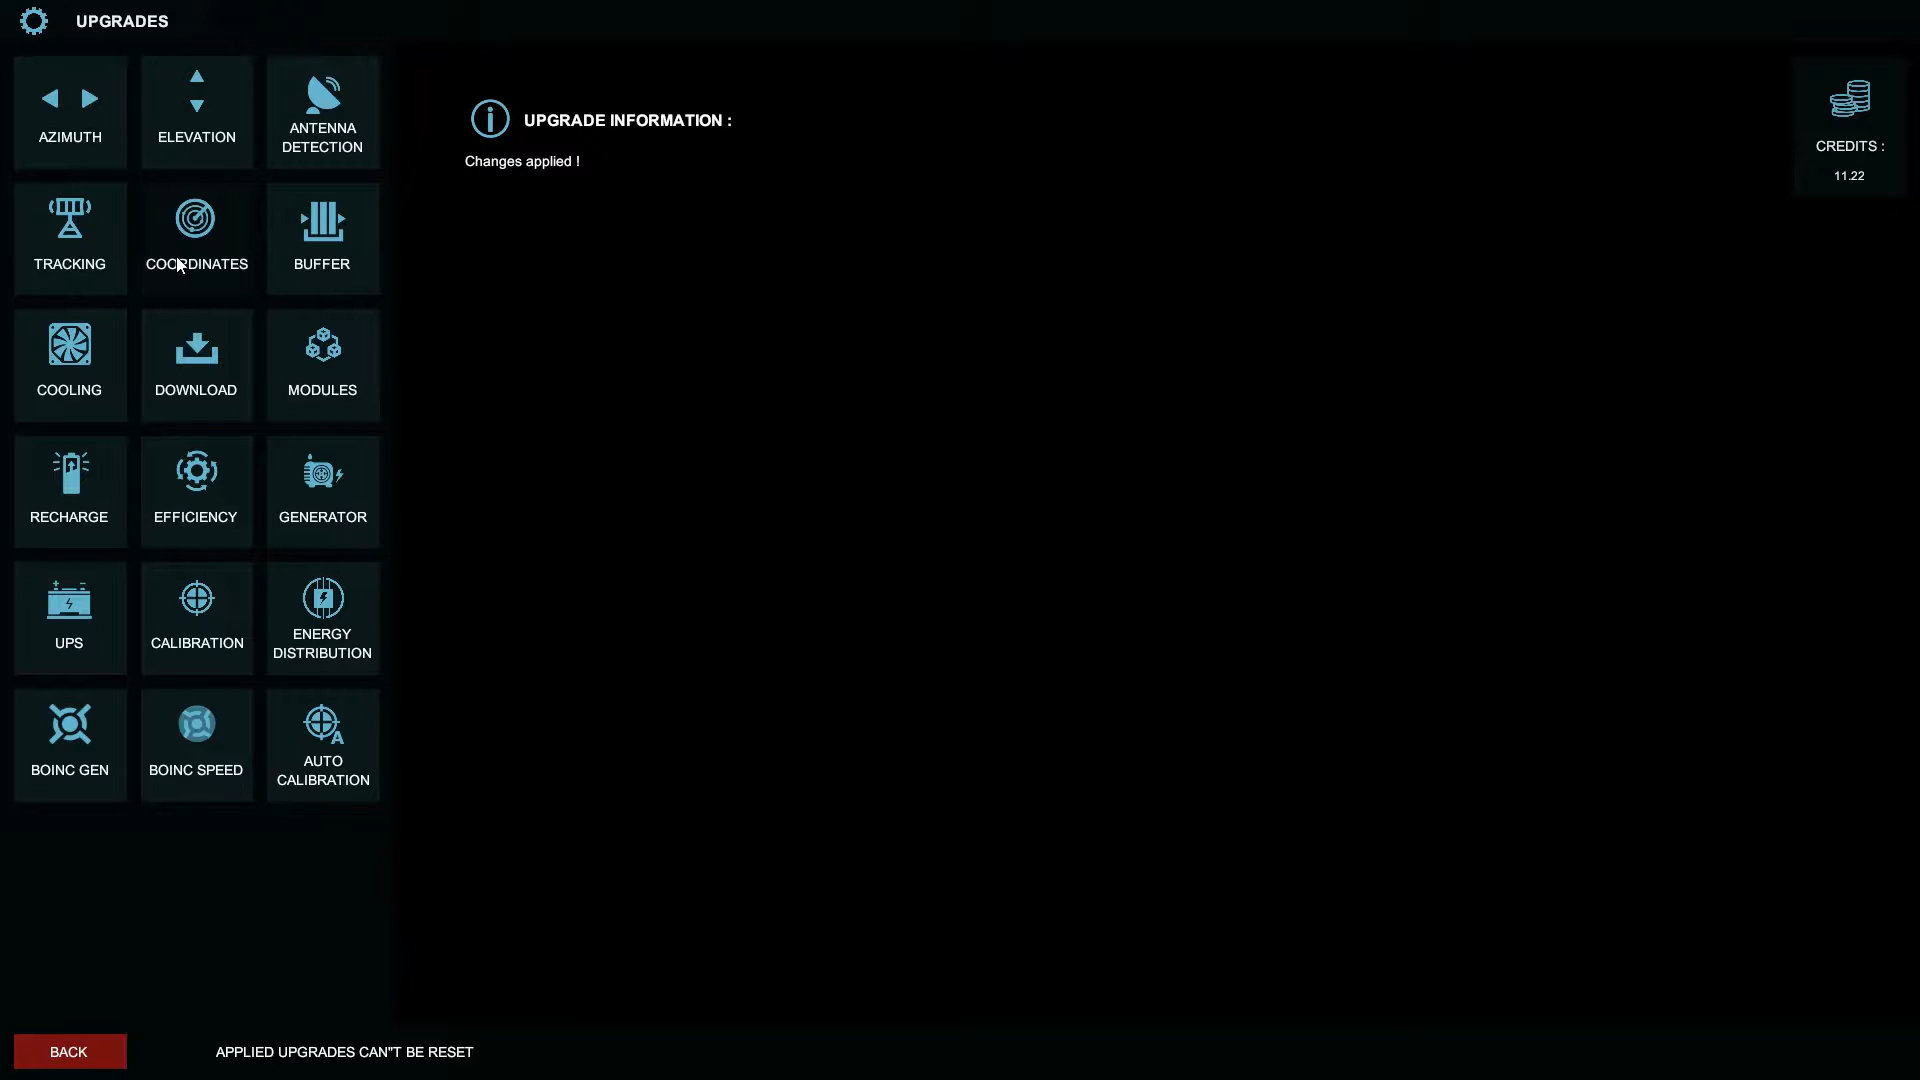 UPGRADES
AZIMUTH
ELEVATION
ANTENNA
DETECTION
UPGRADE INFORMATION :
Changes applied !
CREDITS :
11.22
TRACKING
COORDINATES
BUFFER
COOLING
DOWNLOAD
MODULES
RECHARGE
EFFICIENCY
GENERATOR
UPS
CALIBRATION
ENERGY
DISTRIBUTION
BOINC GEN
BOINC SPEED
AUTO
CALIBRATION
BACK
APPLIED UPGRADES CAN"T BE RESET